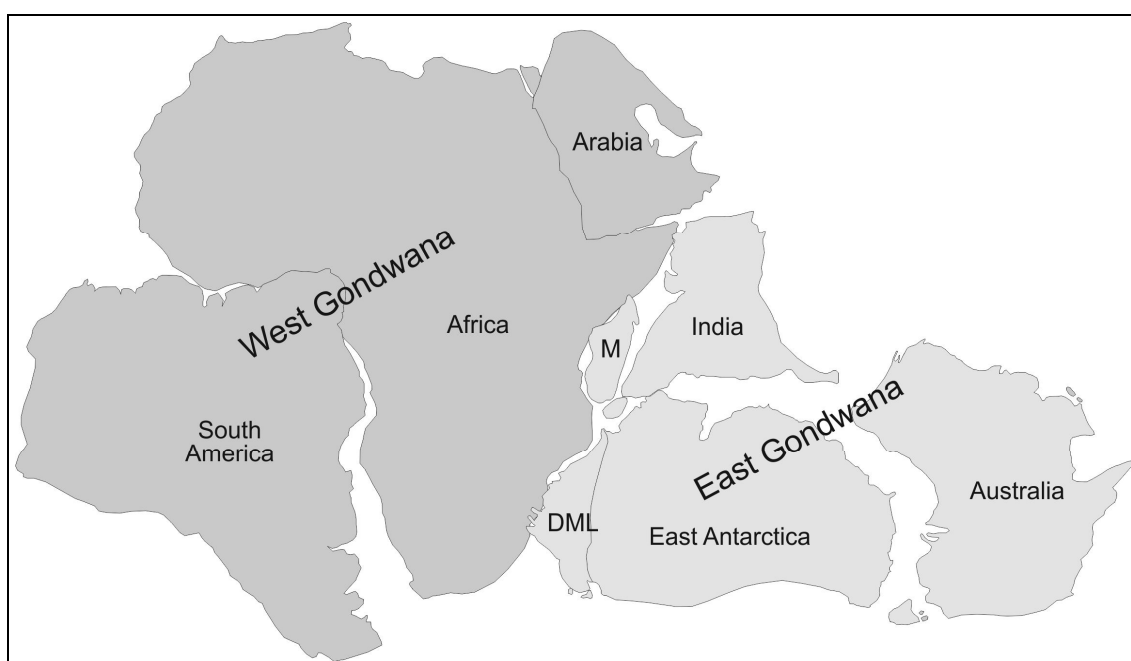 Arabia
West Gondwana
Africa
India
M
South
America
East Gondwana
Australia
DML
East Antarctica